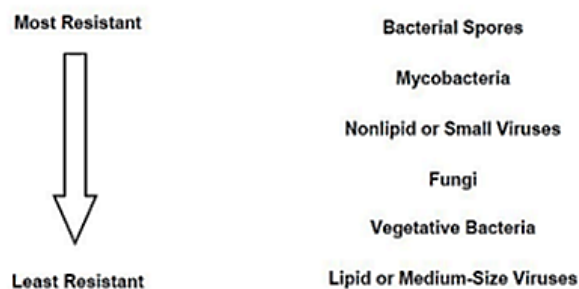 Most Resistant
Bacterial Spores
Mycobacteria
Nonlipid or Small Viruses
Fungi
Vegetative Bacteria
Least Resistant
Lipid or Medium-Size Viruses